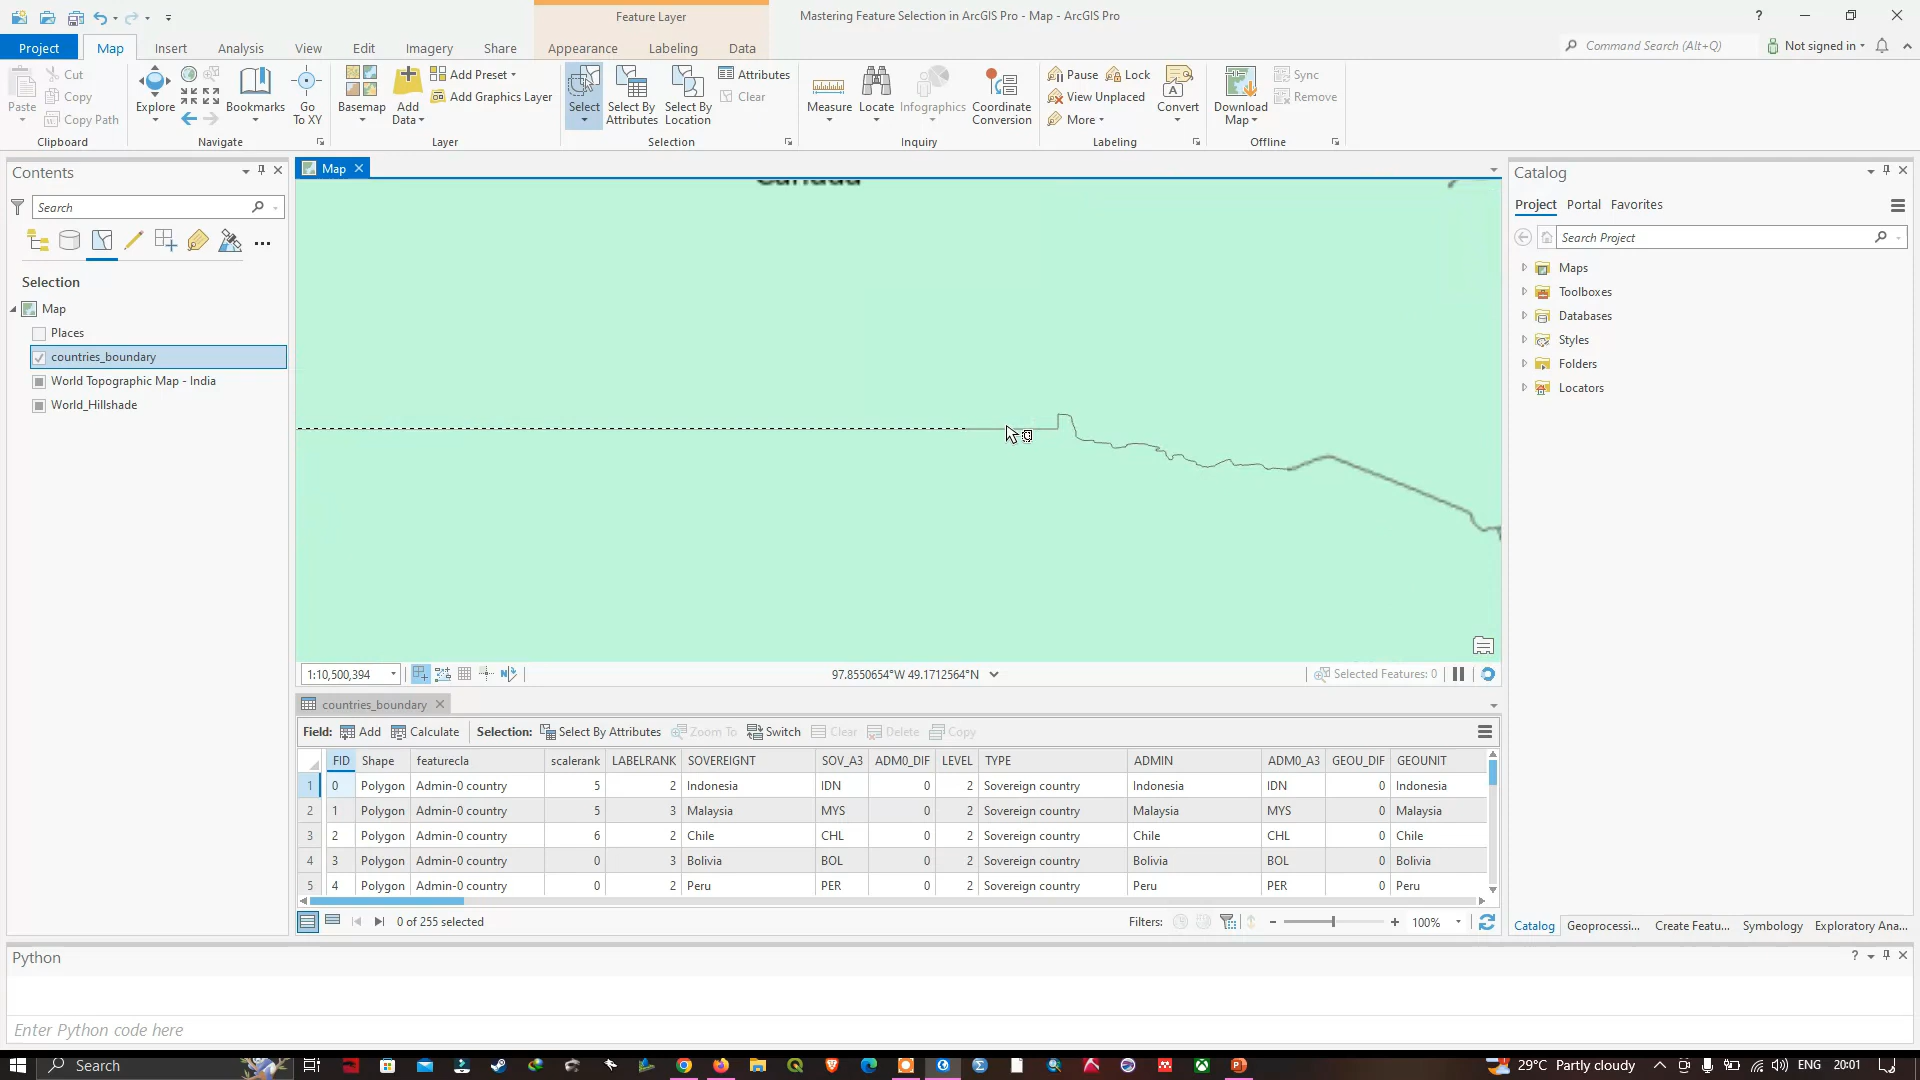 Feature Layer
Mastering Feature Selection in ArcGIS Pro - Map - ArcGIS Pro
?
Project
Map
Insert
Analysis
View
Edit
Imagery
Share
Appearance
Labeling
Data
Command Search (Alt+Q)
Not signed in
Paste
Cut
Copy
Copy Path
Clipboard
Explore
Bookmarks
Go To XY
Navigate
Basemap
Add Data
Add Preset
Add Graphics Layer
Layer
Select
Select By Attributes
Select By Location
Attributes
Clear
Selection
Measure
Locate
Infographics
Coordinate Conversion
Inquiry
Pause
Lock
View Unplaced
More
Convert
Labeling
Download Map
Sync
Remove
Offline
Contents
Search
Selection
Map
Places
countries_boundary
World Topographic Map - India
World_Hillshade
Map
Canada
1:10,500,394
97.8550654°W 49.1712564°N
Selected Features: 0
countries_boundary
Field: Add Calculate Selection: Select By Attributes Zoom To Switch Clear Delete Copy
FID Shape featurecla scalerank LABELRANK SOVEREIGNT SOV_A3 ADM0_DIF LEVEL TYPE ADMIN ADM0_A3 GEOU_DIF GEOUNIT
1 0 Polygon Admin-0 country 5 2 Indonesia IDN 0 2 Sovereign country Indonesia IDN 0 Indonesia
2 1 Polygon Admin-0 country 5 3 Malaysia MYS 0 2 Sovereign country Malaysia MYS 0 Malaysia
3 2 Polygon Admin-0 country 6 2 Chile CHL 0 2 Sovereign country Chile CHL 0 Chile
4 3 Polygon Admin-0 country 0 3 Bolivia BOL 0 2 Sovereign country Bolivia BOL 0 Bolivia
5 4 Polygon Admin-0 country 0 2 Peru PER 0 2 Sovereign country Peru PER 0 Peru
0 of 255 selected
Filters:
- + 100%
Catalog
Project Portal Favorites
Search Project
Maps
Toolboxes
Databases
Styles
Folders
Locators
Catalog Geoprocessi... Create Featu... Symbology Exploratory Ana...
Python
?
Enter Python code here
Search
29°C Partly cloudy
ENG
20:01